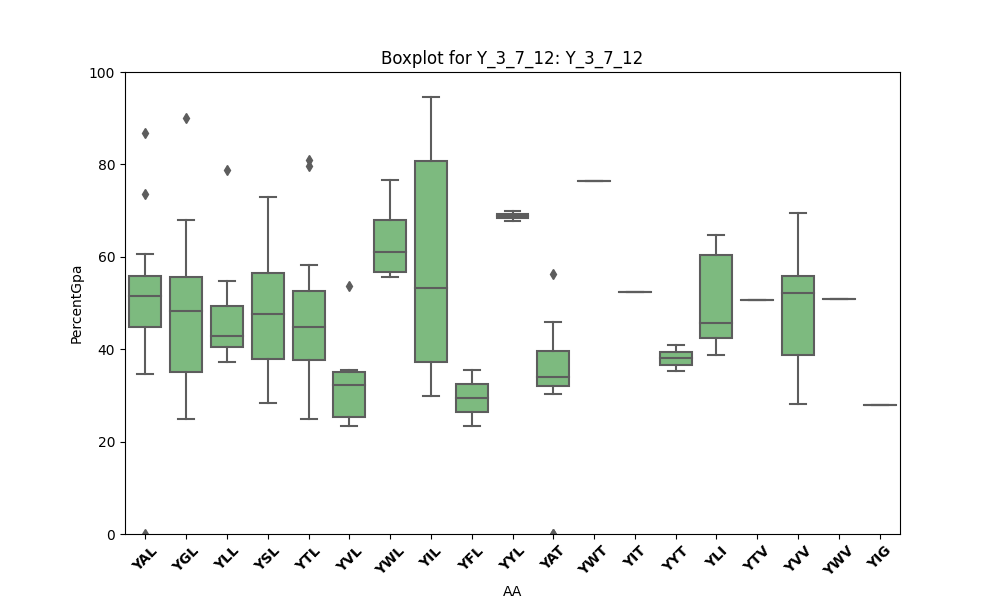 Boxplot for Y_3_7_12: Y_3_7_12
100
80
60
40
20
0
PercentGpa
YAL YGL YLL YSL YTL YVL YWL YIL YFL YYL YAT YWT YIT YYT YLI YTV YVV YWV YIG
AA